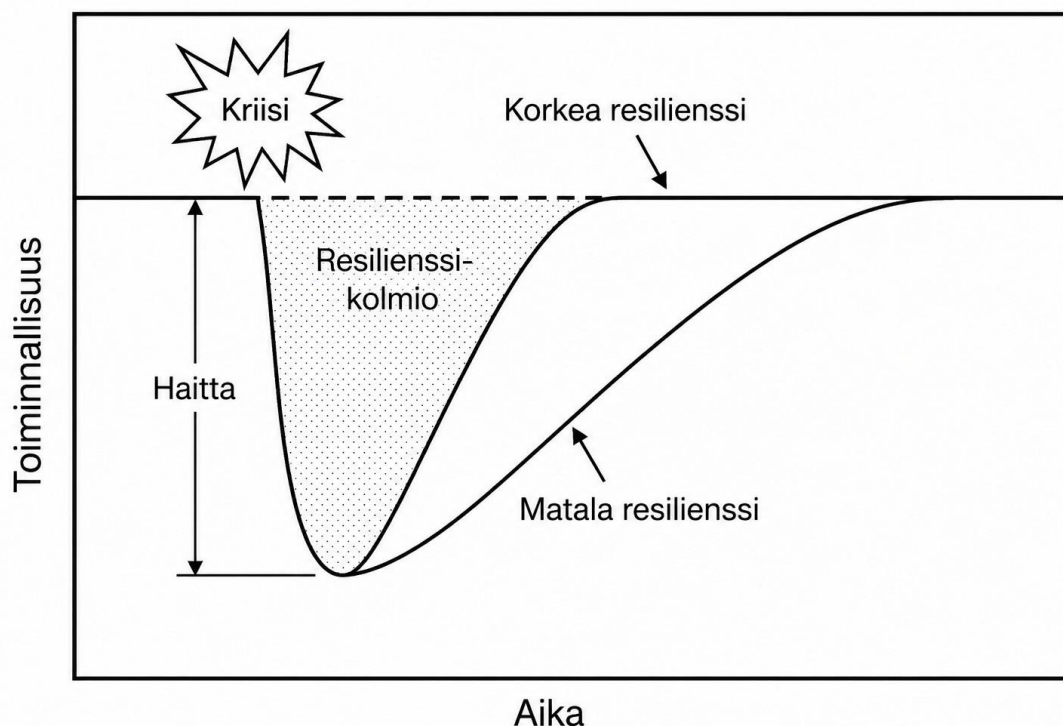 Kriisi
Korkea resilienssi
Resilienssi-
kolmio
Haitta
Matala resilienssi
Toiminnallisuus
Aika